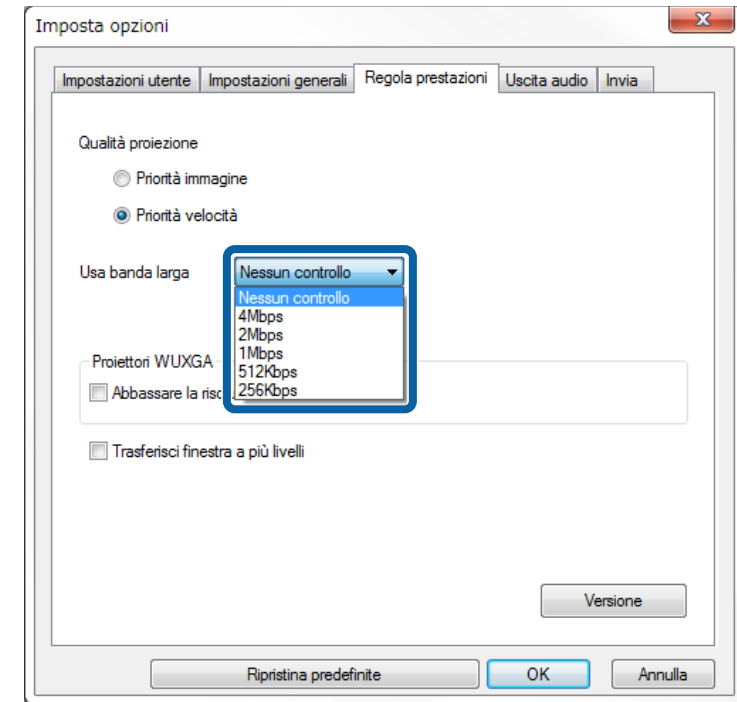 Imposta opzioni
Impostazioni utente Impostazioni generali Regola prestazioni Uscita audio Invia
Qualità proiezione
Priorità immagine
Priorità velocità
Usa banda larga Nessun controllo
Nessun controllo
4Mbps
2Mbps
1Mbps
Proiettori WUXGA
512Kbps
Abbassare la
256Kbps
Trasferisci finestra a più livelli
Versione
Ripristina predefinite OK Annulla